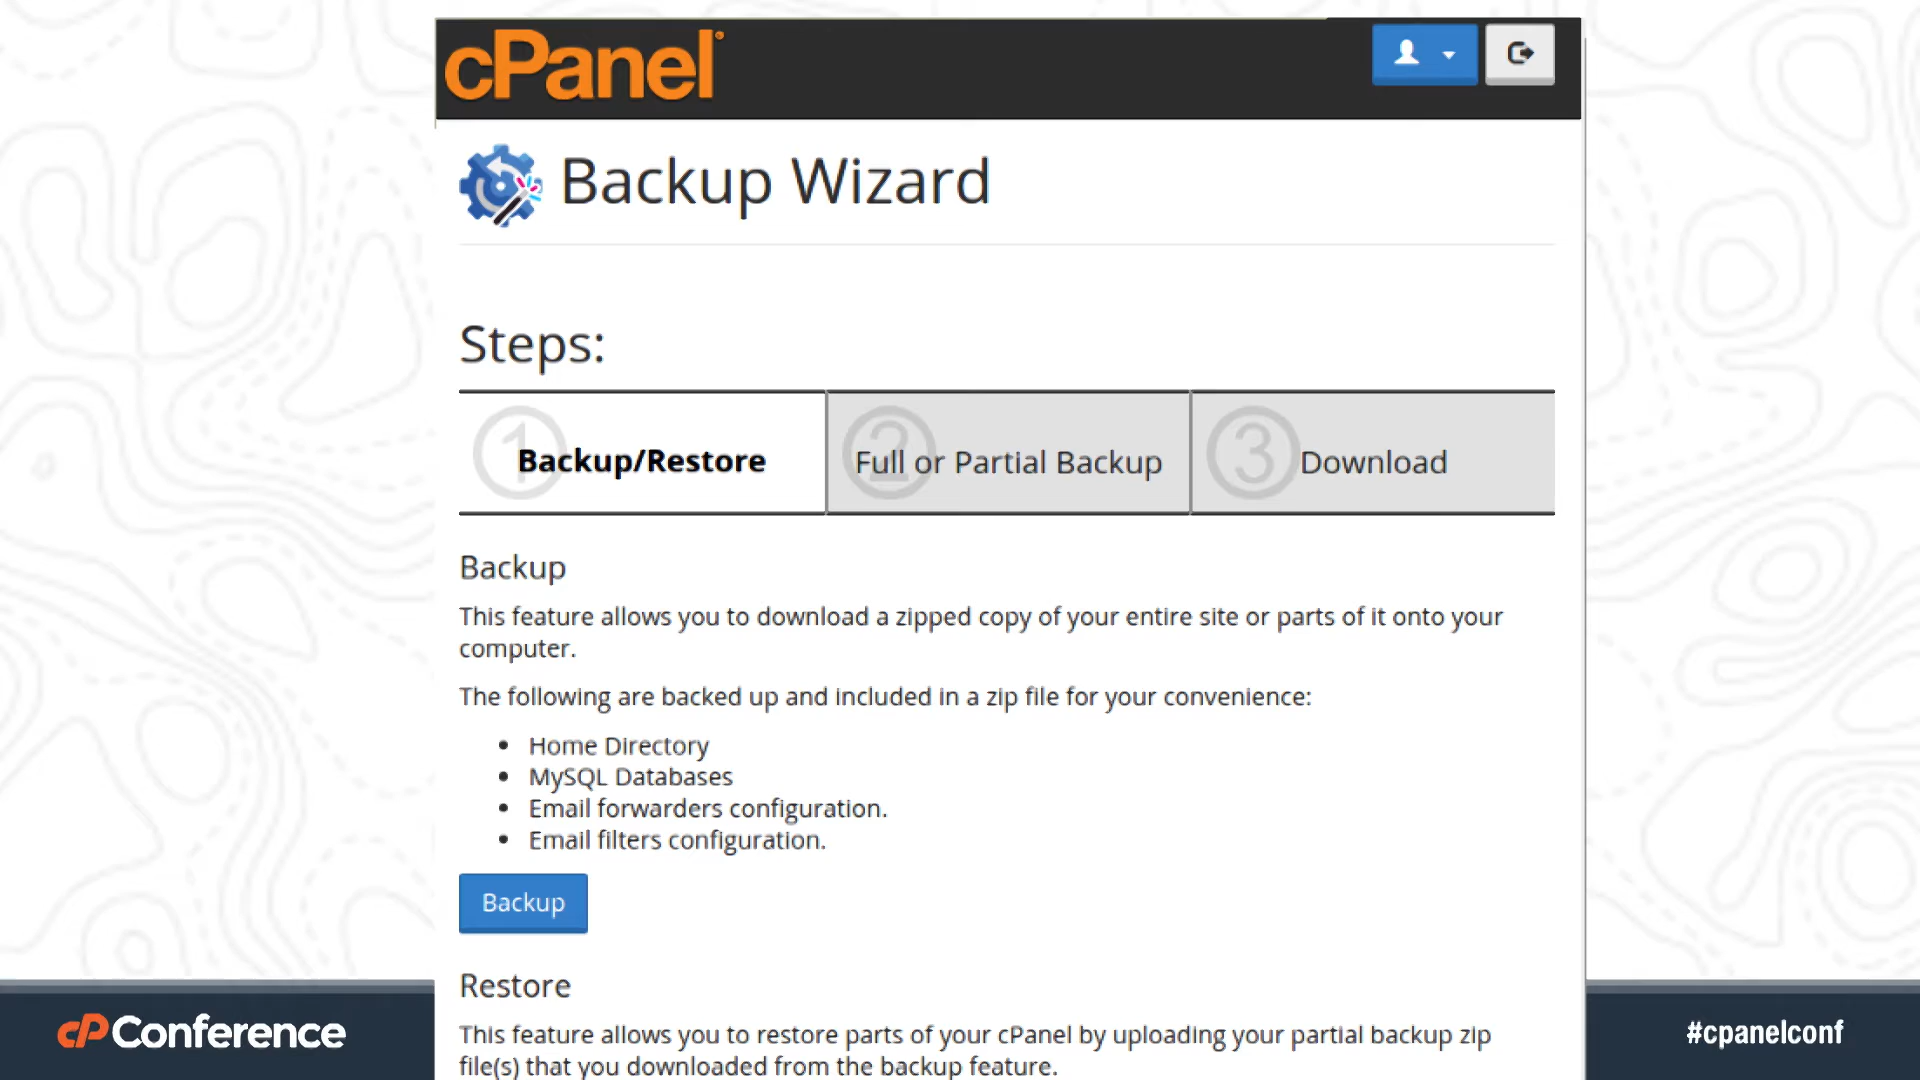 cPanel
Backup Wizard
Steps:
1 Backup/Restore
2 Full or Partial Backup
3 Download
Backup
This feature allows you to download a zipped copy of your entire site or parts of it onto your
computer.
The following are backed up and included in a zip file for your convenience:
• Home Directory
• MySQL Databases
• Email forwarders configuration.
• Email filters configuration.
Backup
Restore
This feature allows you to restore parts of your cPanel by uploading your partial backup zip
file(s) that you downloaded from the backup feature.
cPConference
#cpanelconf